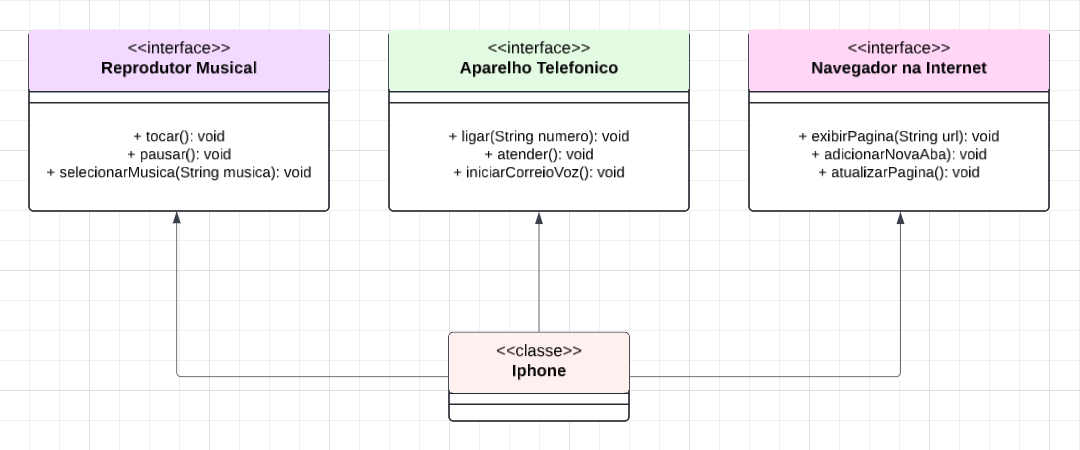 <<interface>>
Reprodutor Musical
+ tocar(): void
+ pausar(): void
+ selecionarMusica(String musica): void
<<interface>>
Aparelho Telefonico
+ ligar(String numero): void
+ atender(): void
+ iniciarCorreioVoz(): void
<<interface>>
Navegador na Internet
+ exibirPagina(String url): void
+ adicionarNovaAba): void
+ atualizarPagina(): void
<<classe>>
Iphone